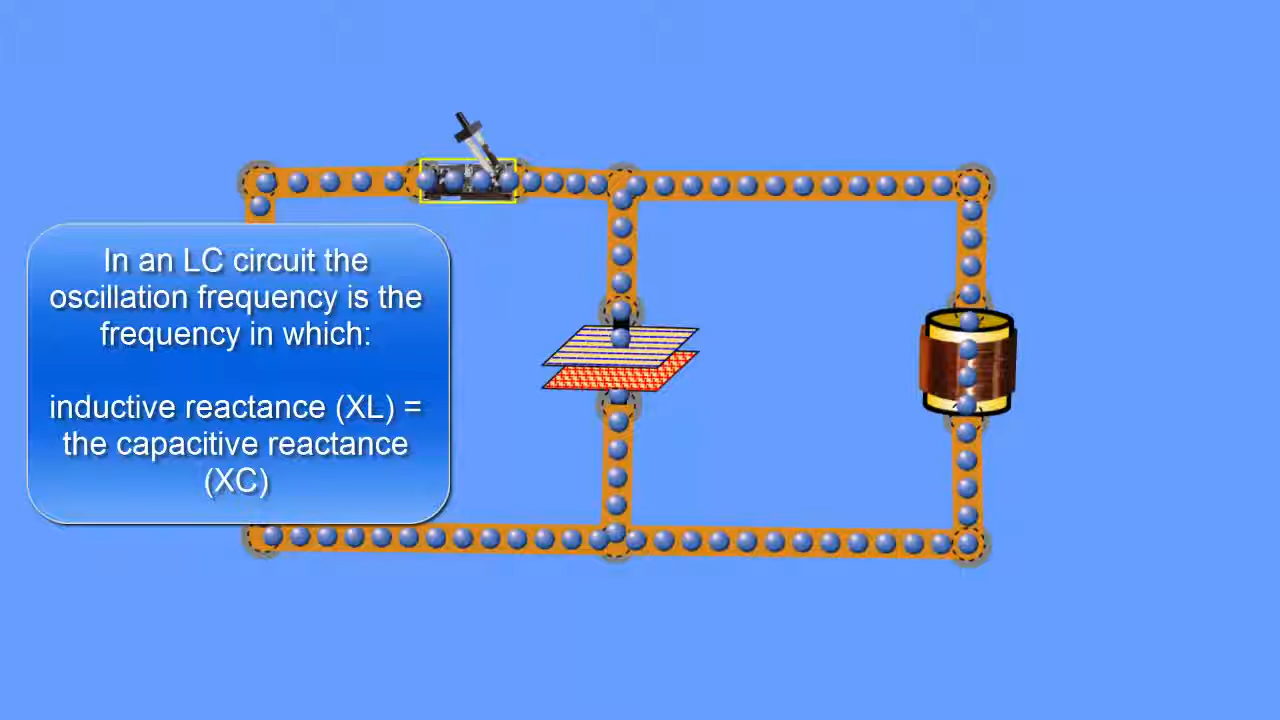 In an LC circuit the
oscillation frequency is the
frequency in which:
inductive reactance (XL) =
the capacitive reactance
(XC)